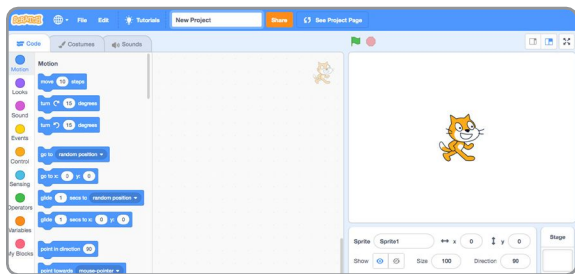 SCRATCH File Edit Tutorials New Project Share See Project Page
Code Costumes Sounds
Motion
Looks
Sound
Events
Control
Sensing
Operators
Variables
My Blocks
Motion
move 10 steps
turn 15 degrees
turn 15 degrees
go to random position
go to x: 0 y: 0
glide 1 secs to random position
glide 1 secs to x: 0 y: 0
point in direction 90
point towards mouse-pointer
Sprite Sprite1 x 0 y 0
Show Size 100 Direction 90
Stage